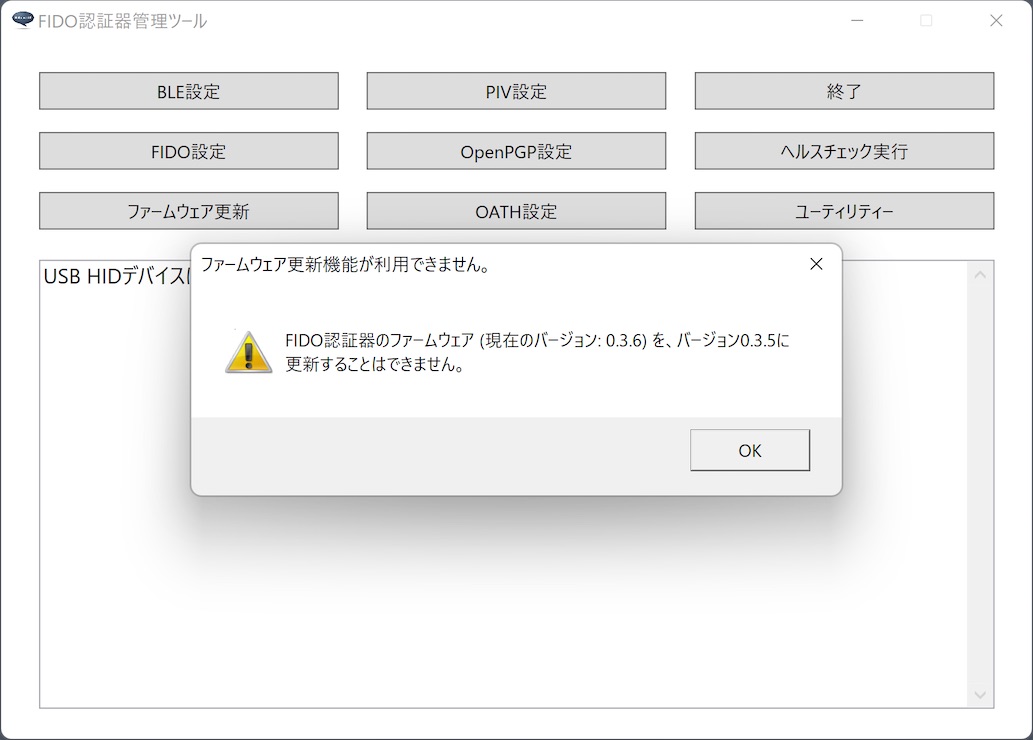 FIDO認証器管理ツール
BLE設定
PIV設定
終了
FIDO設定
OpenPGP設定
ヘルスチェック実行
ファームウェア更新
OATH設定
ユーティリティー
USB HIDデバイスに
ファームウェア更新機能が利用できません。
FIDO認証器のファームウェア (現在のバージョン: 0.3.6) を、バージョン0.3.5に
更新することはできません。
OK